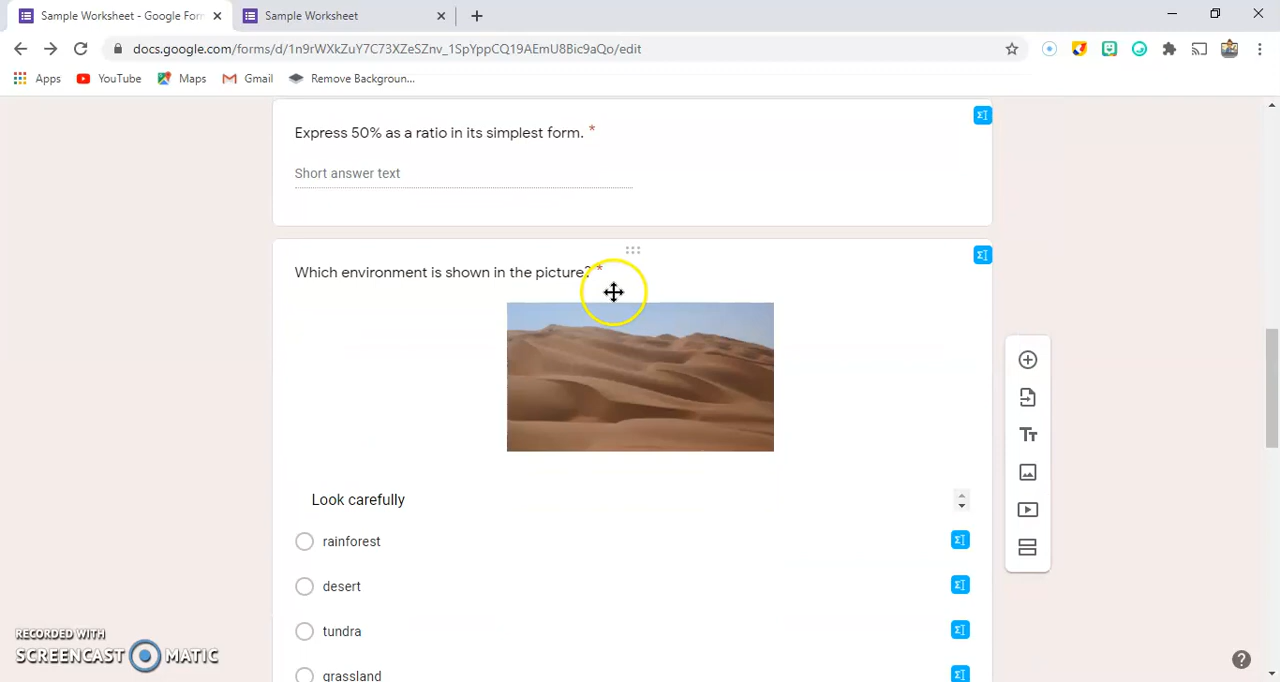 Sample Worksheet - Google Form
Sample Worksheet
docs.google.com/forms/d/1n9rWXkZuY7C73XZeSZnv_1SpYppCQ19AEmU8Bic9aQo/edit
Apps
YouTube
Maps
Gmail
Remove Backgroun...
Express 50% as a ratio in its simplest form. *
Short answer text
Which environment is shown in the picture? *
Look carefully
rainforest
desert
tundra
grassland
RECORDED WITH
SCREENCAST MATIC